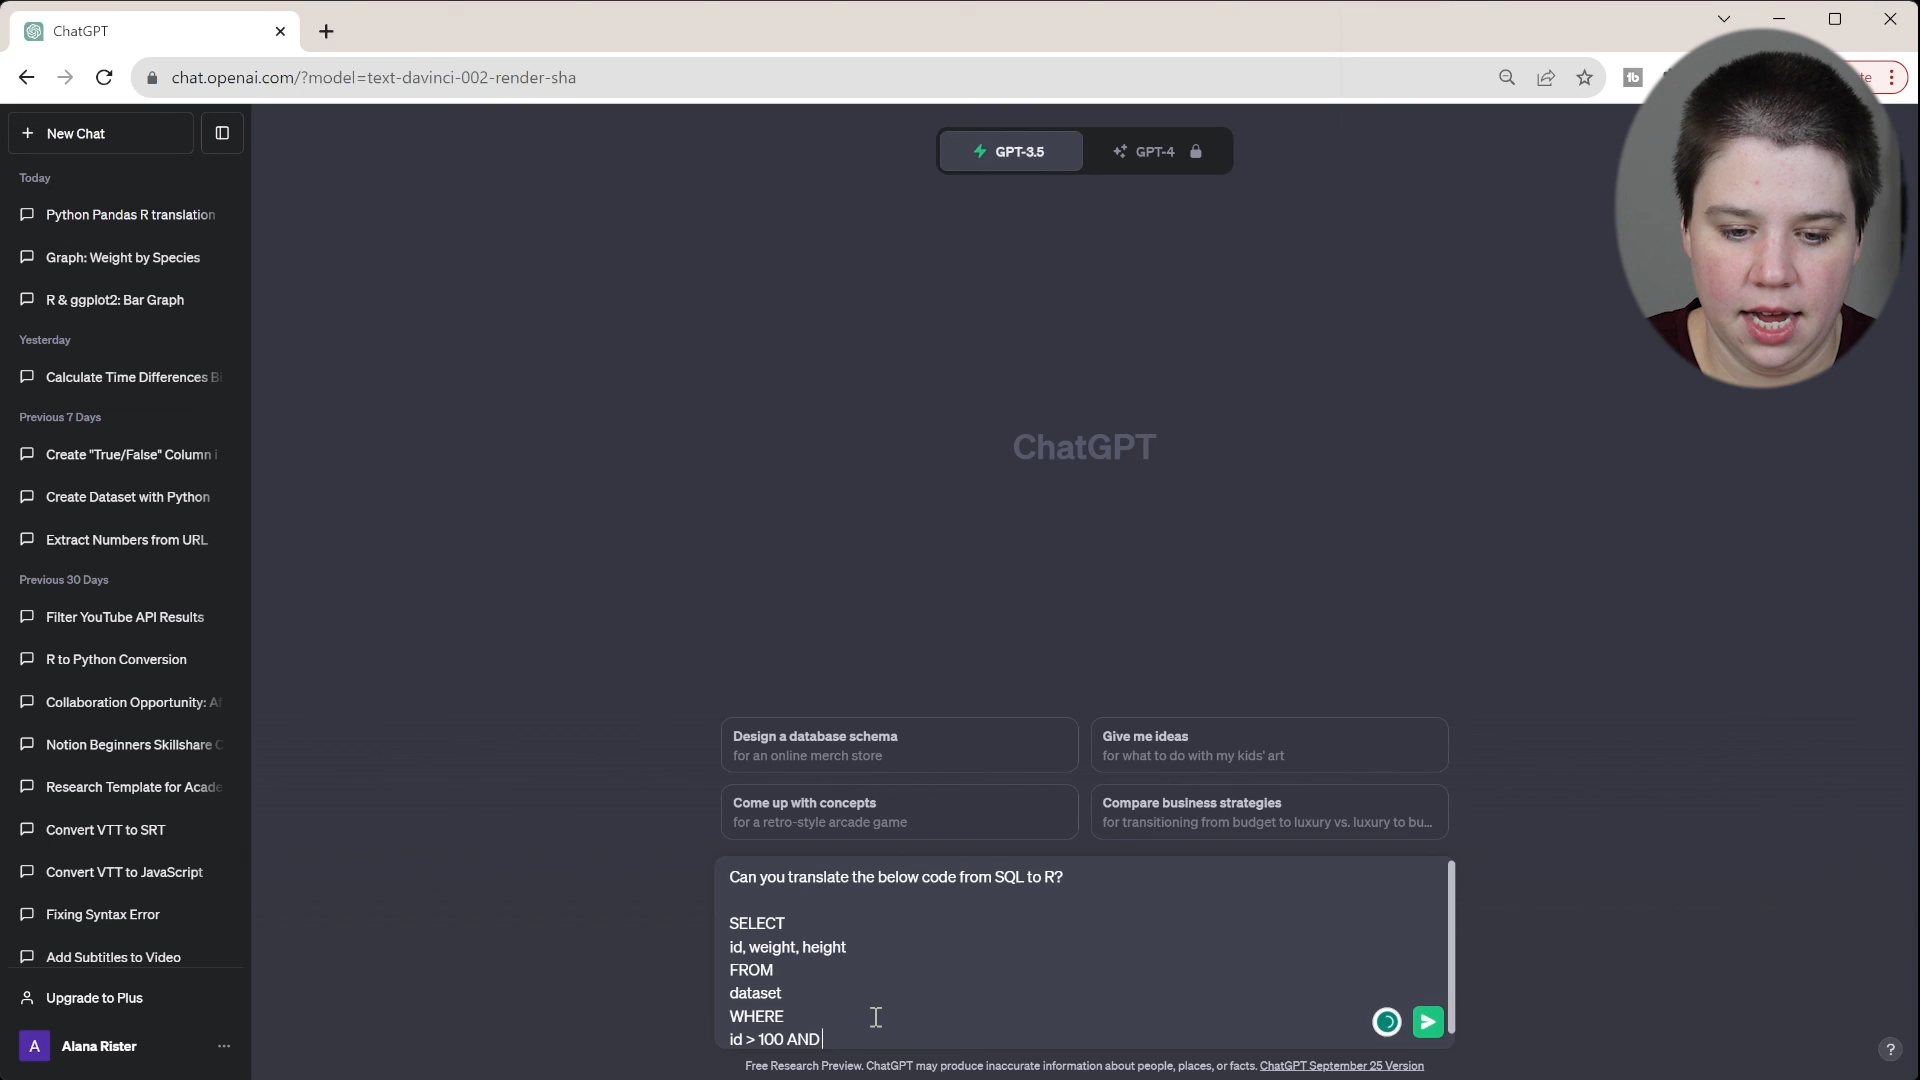 ChatGPT
chat.openai.com/?model=text-davinci-002-render-sha
tb
te
New Chat
GPT-3.5
GPT-4
Today
Python Pandas R translation
Graph: Weight by Species
R & ggplot2: Bar Graph
Yesterday
Calculate Time Differences B
Previous 7 Days
Create "True/False" Column i
Create Dataset with Python
Extract Numbers from URL
Previous 30 Days
Filter YouTube API Results
R to Python Conversion
Collaboration Opportunity: Af
Notion Beginners Skillshare C
Research Template for Acade
Convert VTT to SRT
Convert VTT to JavaScript
Fixing Syntax Error
Add Subtitles to Video
Upgrade to Plus
A
Alana Rister
ChatGPT
Design a database schema
for an online merch store
Give me ideas
for what to do with my kids' art
Come up with concepts
for a retro-style arcade game
Compare business strategies
for transitioning from budget to luxury vs. luxury to bu...
Can you translate the below code from SQL to R?
SELECT
id, weight, height
FROM
dataset
WHERE
id > 100 AND
Free Research Preview. ChatGPT may produce inaccurate information about people, places, or facts. ChatGPT September 25 Version
?